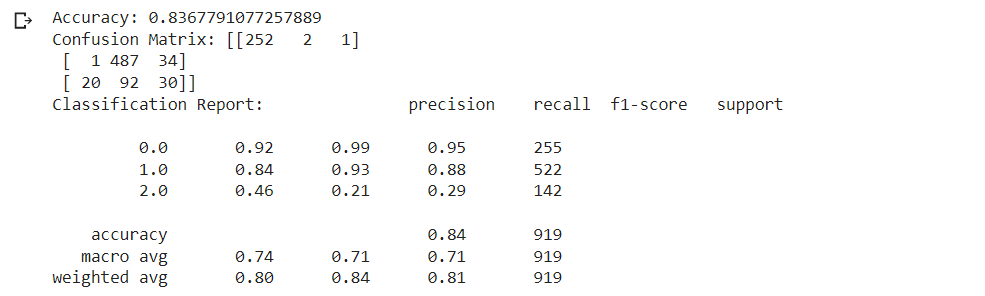 Accuracy: 0.8367791077257889
Confusion Matrix: [[252   2   1]
 [  1 487  34]
 [ 20  92  30]]
Classification Report:               precision    recall  f1-score   support

         0.0       0.92      0.99      0.95       255
         1.0       0.84      0.93      0.88       522
         2.0       0.46      0.21      0.29       142

    accuracy                           0.84       919
   macro avg       0.74      0.71      0.71       919
weighted avg       0.80      0.84      0.81       919